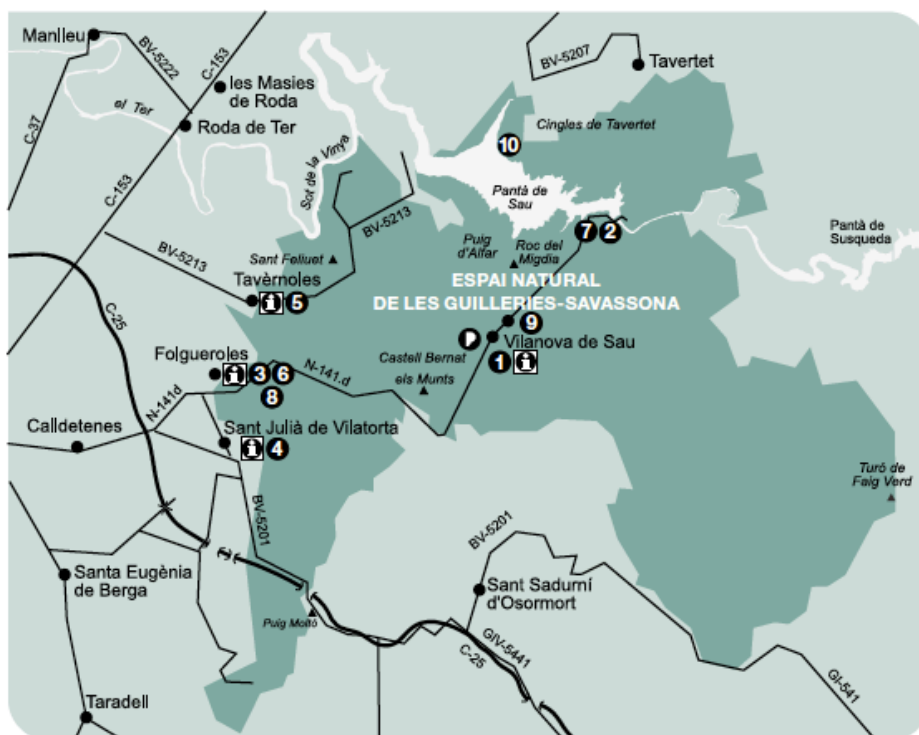 Manlleu
BV-5222
C-153
les Masies
de Roda
BV-5207
Tavertet
el Ter
C-37
Roda de Ter
Sot de la Vinya
10
Cingles de Tavertet
C-153
Pantà de
Sau
BV-5213
BV-5213
Sant Feliuet
Puig
d'Alfar
Roc del
Migdia
7 2
Pantà de
Susqueda
Tavèrnoles
i 5
ESPAI NATURAL
DE LES GUILLERIES-SAVASSONA
C-25
9
P
Vilanova de Sau
1 i
Folgueroles
i 3 6
8
N-141.d
Castell Bernat
els Munts
N-141d
Calldetenes
Sant Julià de Vilatorta
i 4
Turó de
Faig Verd
BV-5201
BV-5201
Santa Eugènia
de Berga
Sant Sadurní
d'Osormort
Puig Moltó
GIV-5441
C-25
GI-541
Taradell